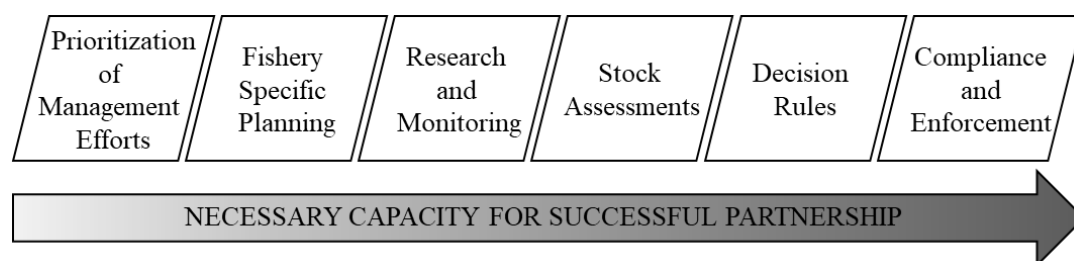 Prioritization
of
Management
Efforts
Fishery
Specific
Planning
Research
and
Monitoring
Stock
Assessments
Decision
Rules
Compliance
and
Enforcement
NECESSARY CAPACITY FOR SUCCESSFUL PARTNERSHIP